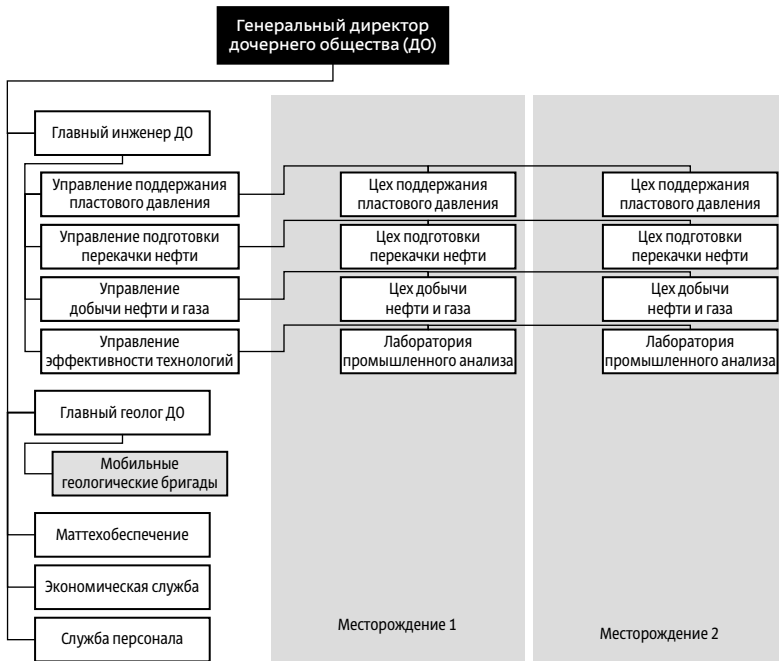 Генеральный директор
дочернего общества (ДО)
Главный инженер ДО
Управление поддержания
пластового давления
Цех поддержания
пластового давления
Цех поддержания
пластового давления
Управление подготовки
перекачки нефти
Цех подготовки
перекачки нефти
Цех подготовки
перекачки нефти
Управление
добычи нефти и газа
Цех добычи
нефти и газа
Цех добычи
нефти и газа
Управление
эффективности технологий
Лаборатория
промышленного анализа
Лаборатория
промышленного анализа
Главный геолог ДО
Мобильные
геологические бригады
Маттехобеспечение
Экономическая служба
Служба персонала
Месторождение 1
Месторождение 2